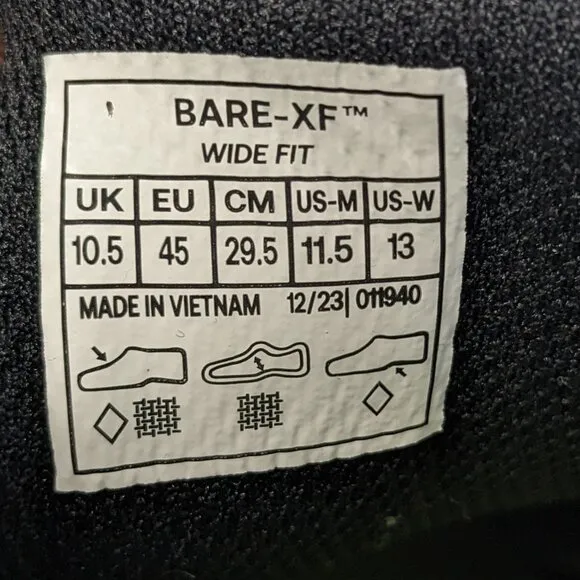 BARE-XF™
WIDE FIT
UK EU CM US-M US-W
10.5 45 29.5 11.5 13
MADE IN VIETNAM 12/23| 011940